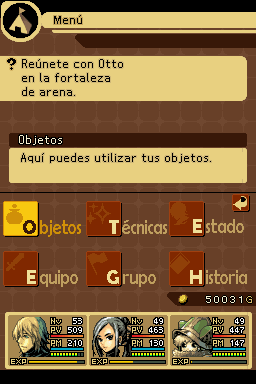 Menú
? Reúnete con Otto
en la fortaleza
de arena.
Objetos
Aquí puedes utilizar tus objetos.
Objetos Técnicas Estado
Equipo Grupo Historia
50031G
Nv 53 Nv 49 Nv 49
PV 509 PV 463 PV 447
PM 210 PM 130 PM 147
EXP EXP EXP